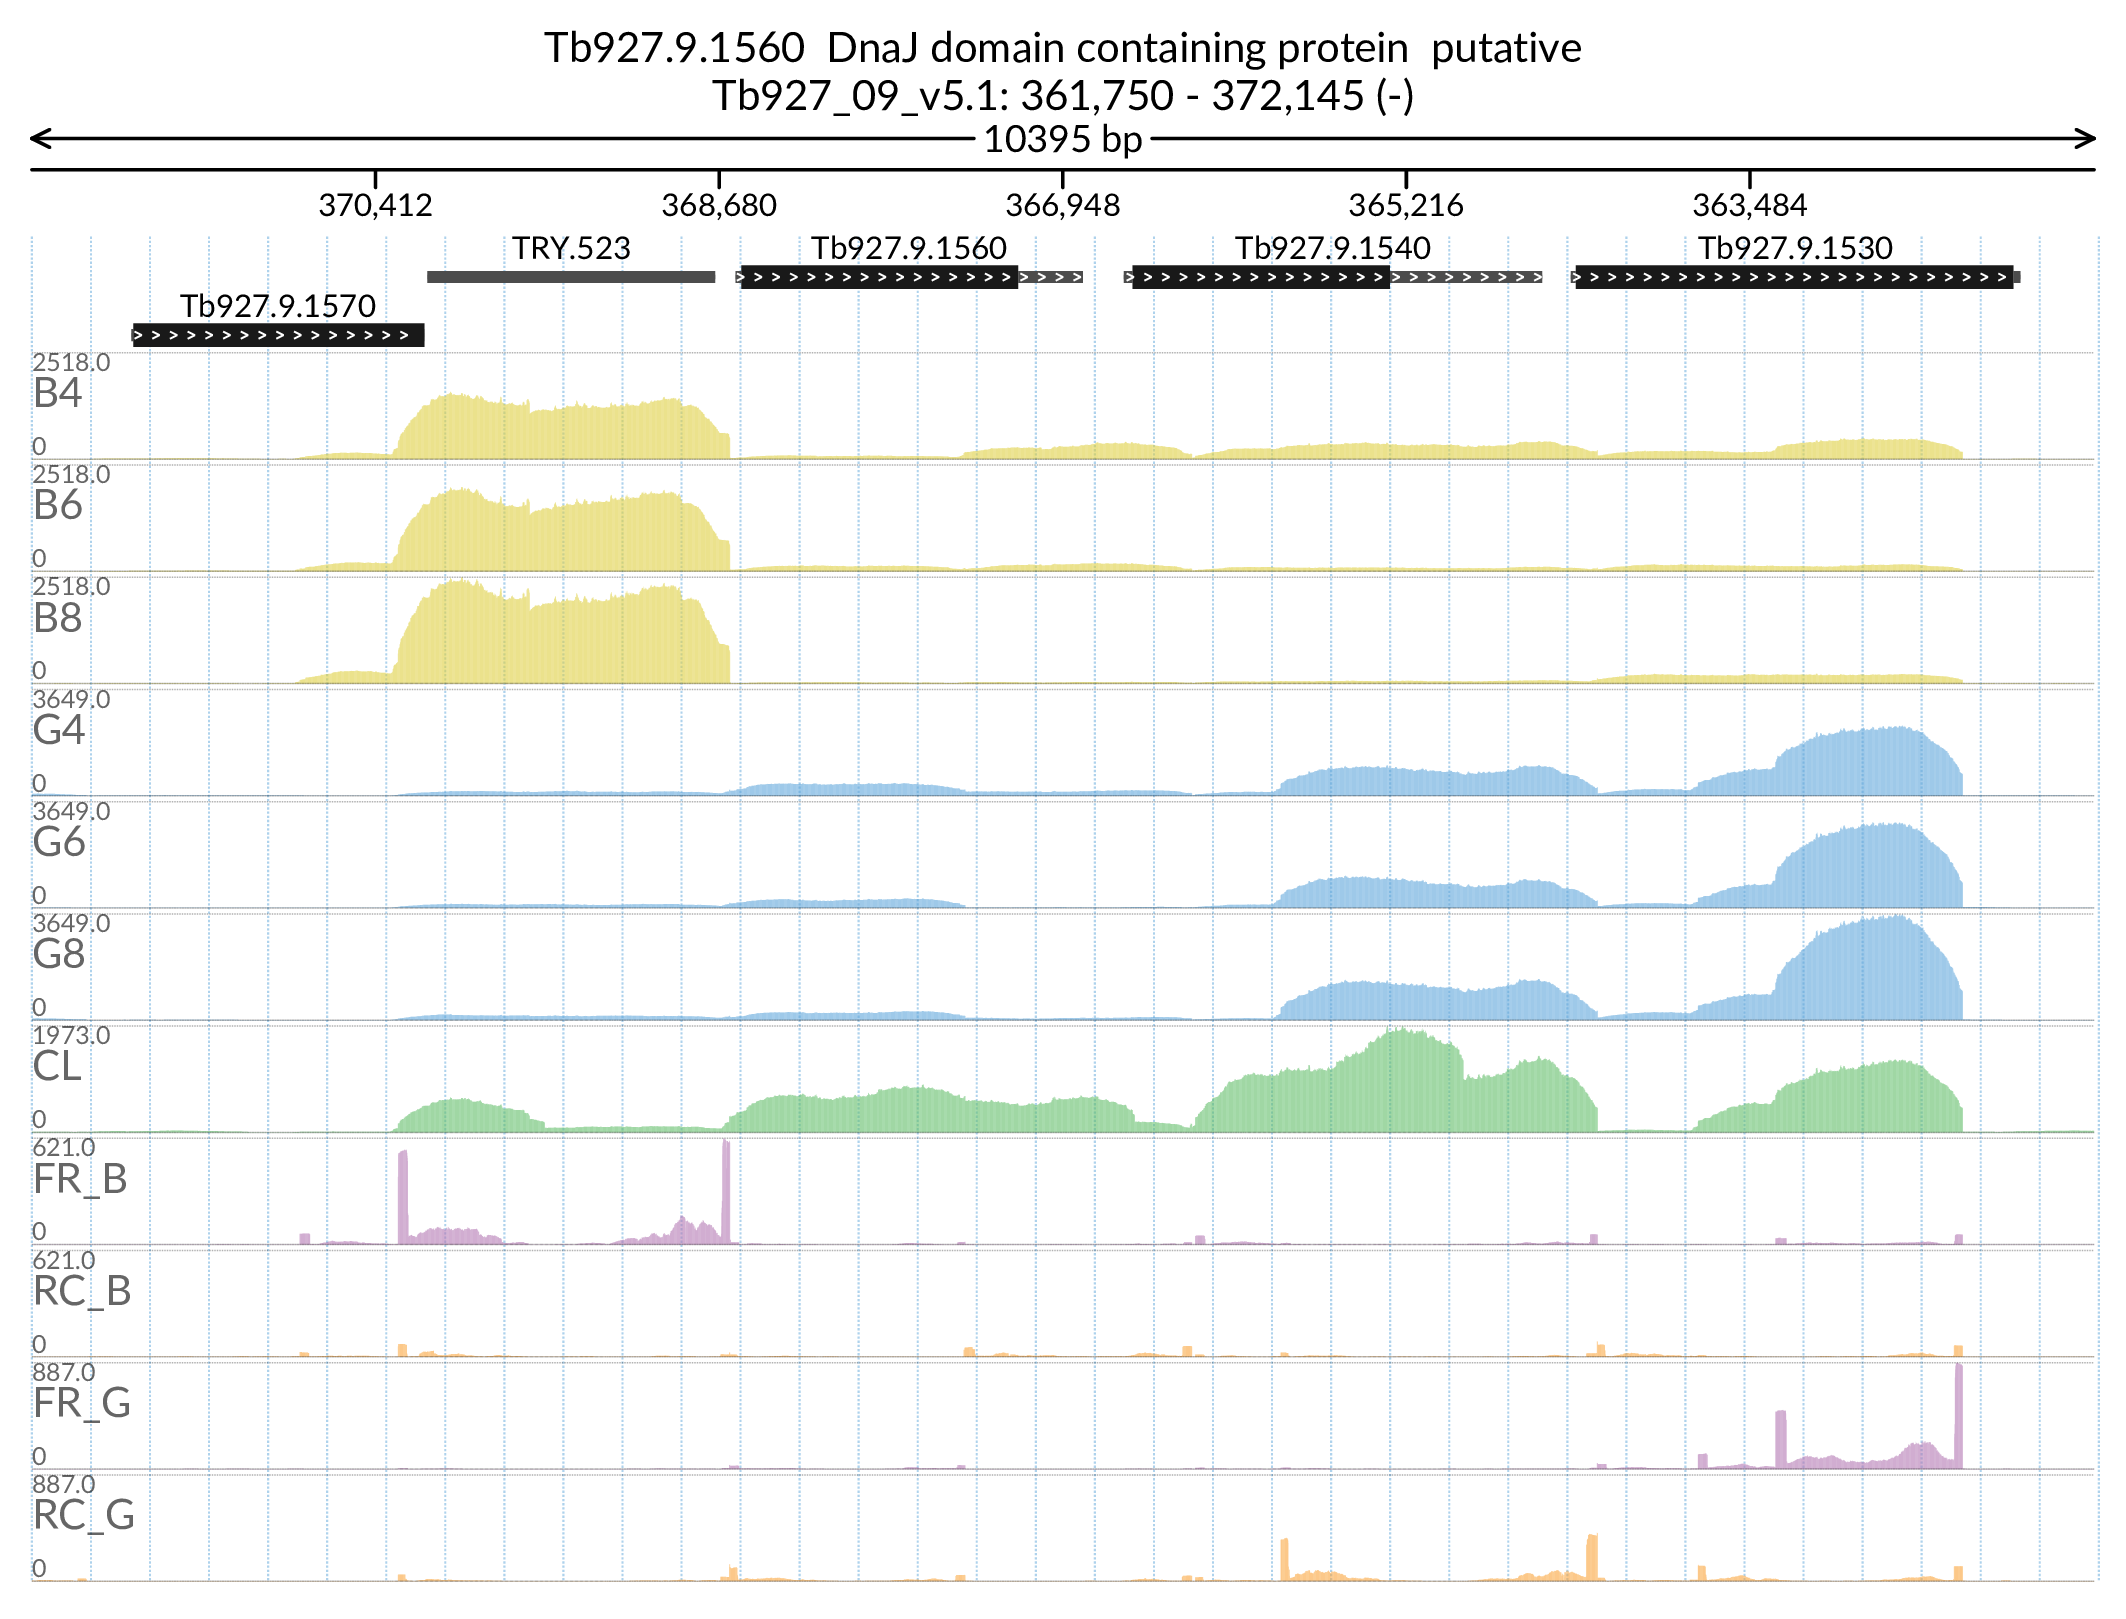 Tb927.9.1560  DnaJ domain containing protein  putative
Tb927_09_v5.1: 361,750 - 372,145 (-)
10395 bp
370,412 368,680 366,948 365,216 363,484
TRY.523 Tb927.9.1560 Tb927.9.1540 Tb927.9.1530
Tb927.9.1570
2518.0
B4
0
2518.0
B6
0
2518.0
B8
0
3649.0
G4
0
3649.0
G6
0
3649.0
G8
0
1973.0
CL
0
621.0
FR_B
0
621.0
RC_B
0
887.0
FR_G
0
887.0
RC_G
0